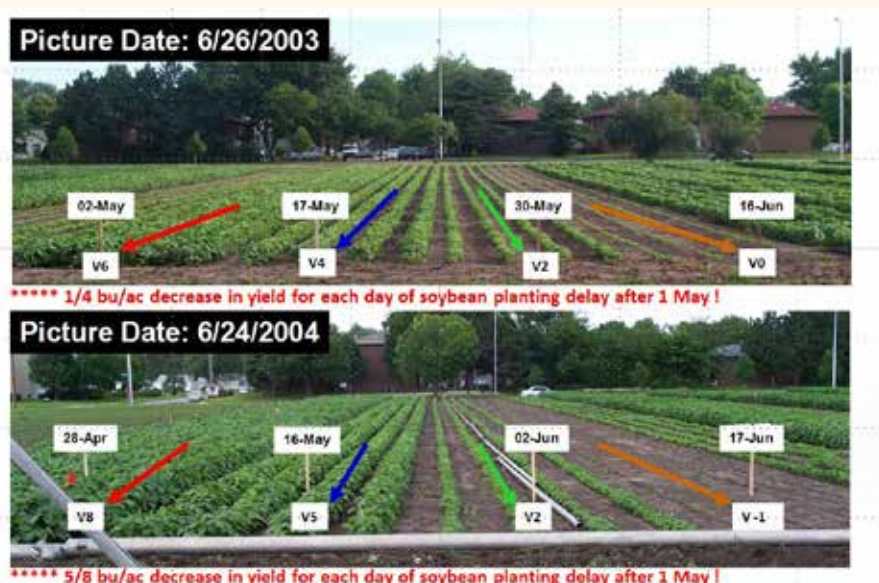 Picture Date: 6/26/2003
02-May 17-May 30-May 16-Jun
V6 V4 V2 V0
***** 1/4 bu/ac decrease in yield for each day of soybean planting delay after 1 May !
Picture Date: 6/24/2004
28-Apr 16-May 02-Jun 17-Jun
V8 V5 V2 V-1
***** 5/8 bu/ac decrease in yield for each day of soybean planting delay after 1 May !